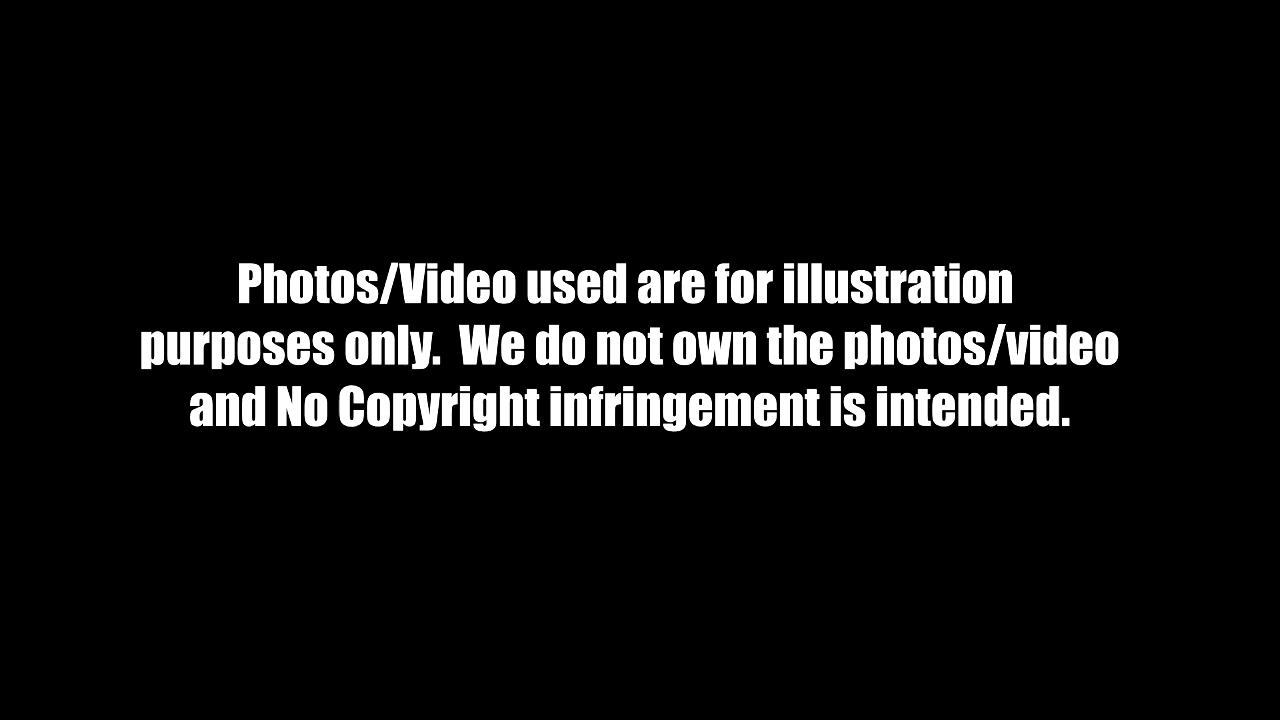 Photos/Video used are for illustration
purposes only.  We do not own the photos/video
and No Copyright infringement is intended.